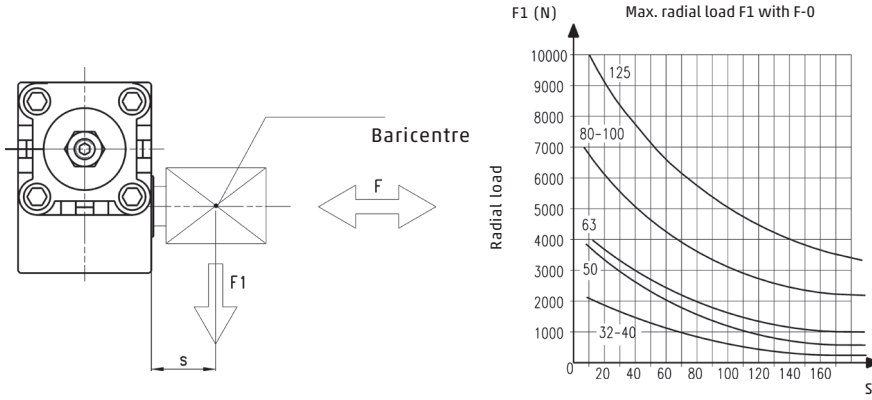 Baricentre
F
F1
s
F1 (N)
Max. radial load F1 with F-0
Radial load
10000
9000
8000
7000
6000
5000
4000
3000
2000
1000
0
125
80-100
63
50
32-40
20 40 60 80 100 120 140 160
S